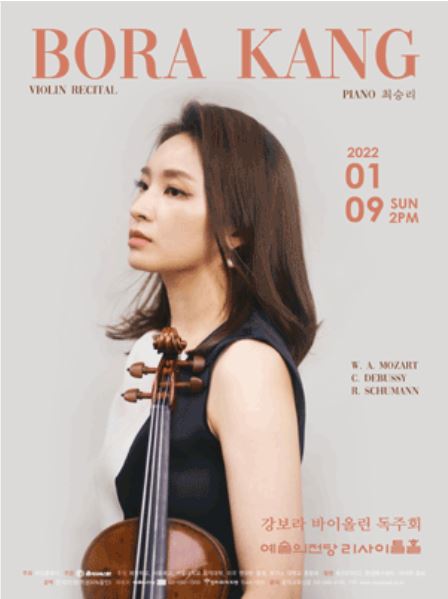 BORA KANG
VIOLIN RECITAL
PIANO 최승리
2022
01
09 SUN
2PM
W. A. MOZART
C. DEBUSSY
R. SCHUMANN
강보라 바이올린 독주회
예술의전당 리사이틀홀